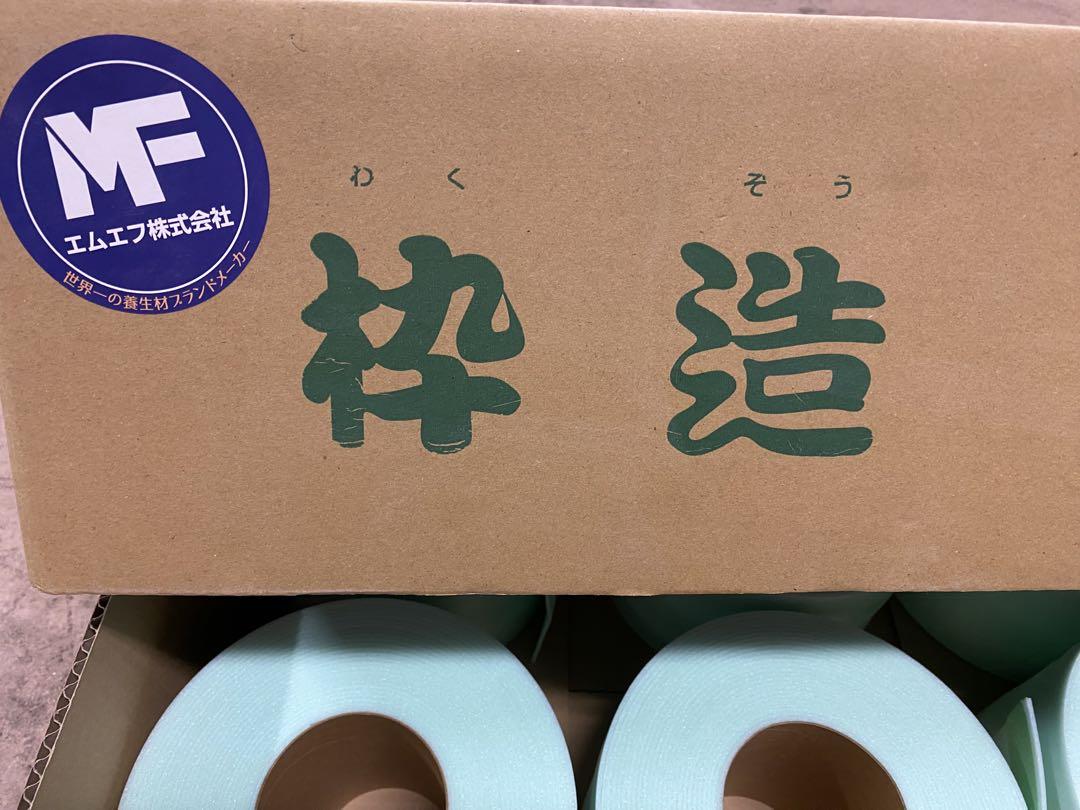 MF
エムエフ株式会社
世界一の養生材ブランドメーカー
わく ぞう
枠造